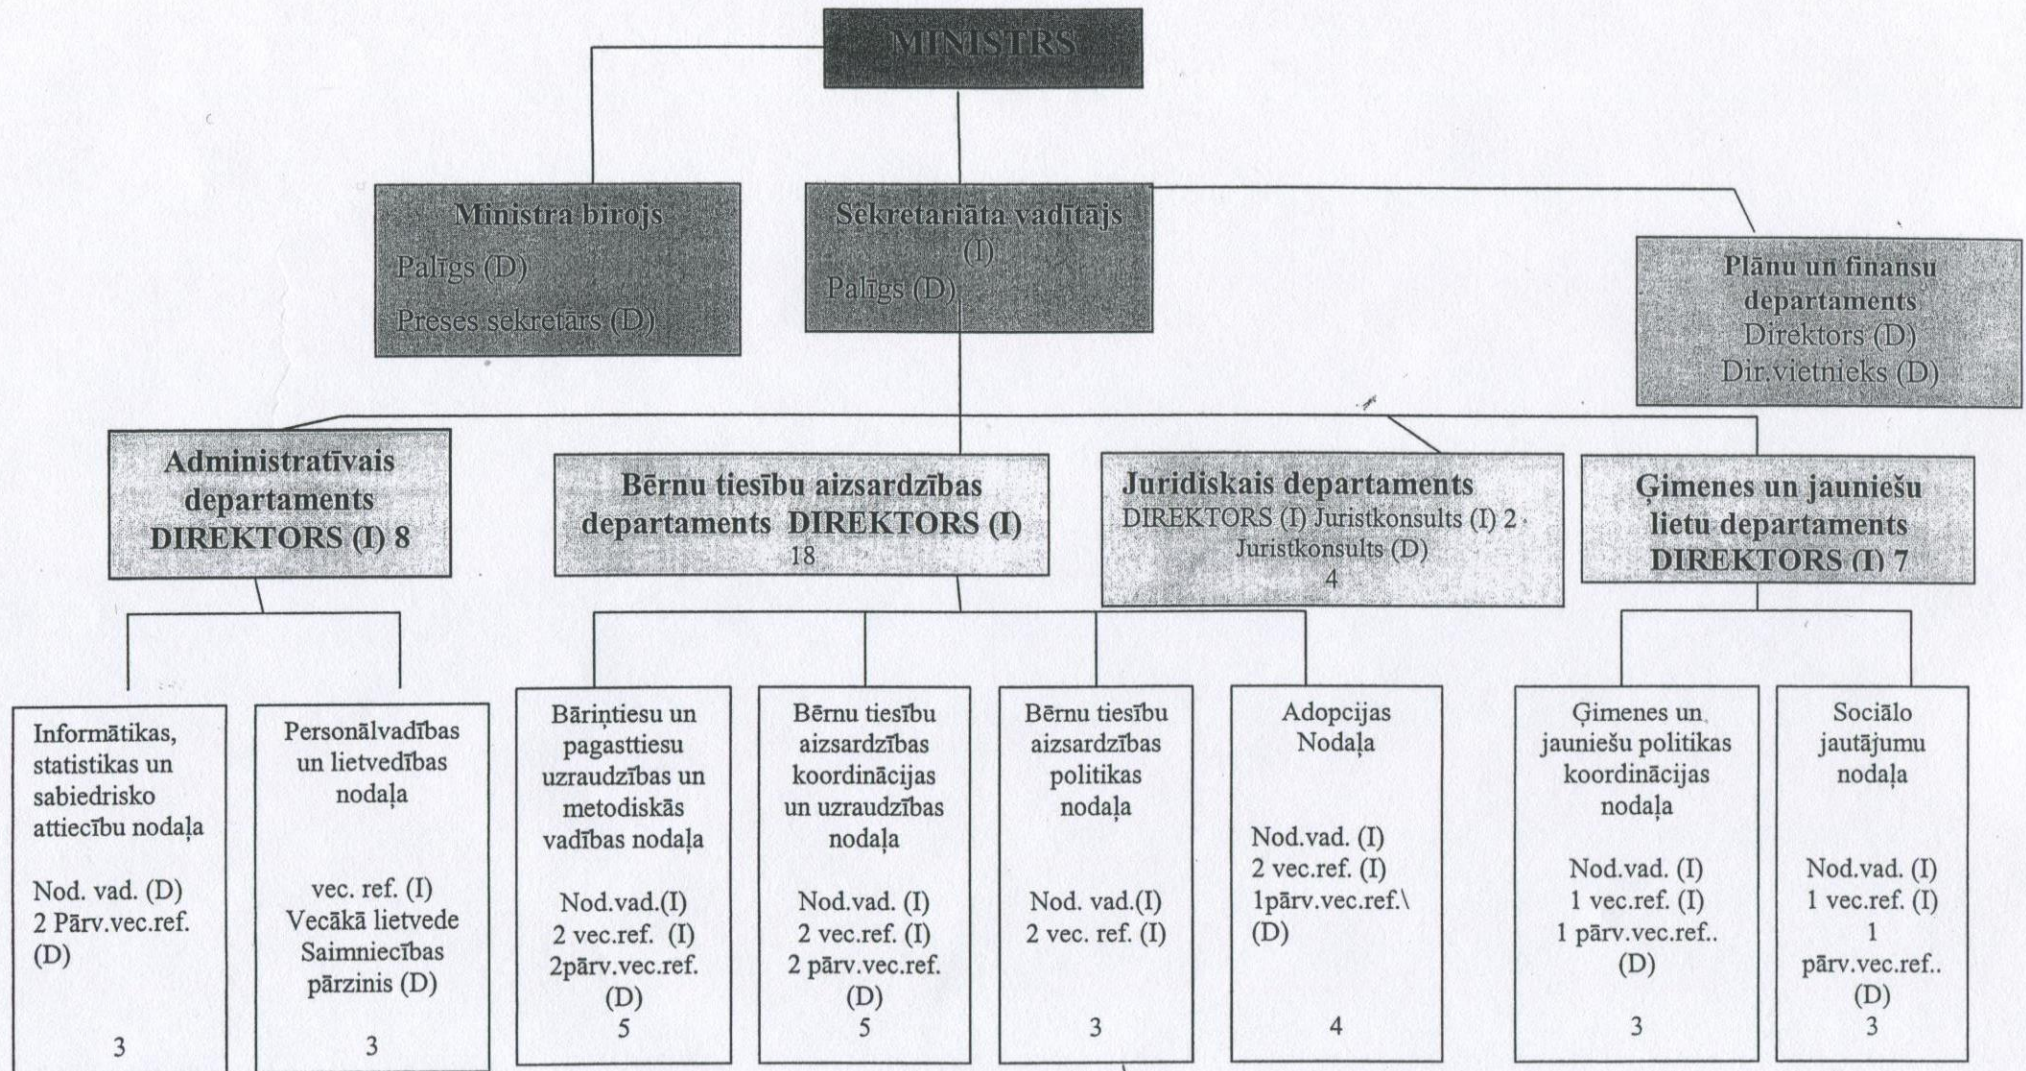 MINISTRS
Ministra birojs
Palīgs (D)
Preses sekretārs (D)
Sekretariāta vadītājs
(I)
Palīgs (D)
Plānu un finansu
departaments
Direktors (D)
Dir.vietnieks (D)
Administratīvais
departaments
DIREKTORS (I) 8
Bērnu tiesību aizsardzības
departaments DIREKTORS (I)
18
Juridiskais departaments
DIREKTORS (I) Juristkonsults (I) 2
Juristkonsults (D)
4
Ģimenes un jauniešu
lietu departaments
DIREKTORS (I) 7
Informātikas,
statistikas un
sabiedrisko
attiecību nodaļa
Nod. vad. (D)
2 Pārv.vec.ref.
(D)
3
Personālvadības
un lietvedības
nodaļa
vec. ref. (I)
Vecākā lietvede
Saimniecības
pārzinis (D)
3
Bāriņtiesu un
pagasttiesu
uzraudzības un
metodiskās
vadības nodaļa
Nod.vad.(I)
2 vec.ref. (I)
2pārv.vec.ref.
(D)
5
Bērnu tiesību
aizsardzības
koordinācijas
un uzraudzības
nodaļa
Nod.vad. (I)
2 vec.ref. (I)
2 pārv.vec.ref.
(D)
5
Bērnu tiesību
aizsardzības
politikas
nodaļa
Nod. vad.(I)
2 vec. ref. (I)
3
Adopcijas
Nodaļa
Nod.vad. (I)
2 vec.ref. (I)
1pārv.vec.ref.\
(D)
4
Ģimenes un
jauniešu politikas
koordinācijas
nodaļa
Nod.vad. (I)
1 vec.ref. (I)
1 pārv.vec.ref..
(D)
3
Sociālo
jautājumu
nodaļa
Nod.vad. (I)
1 vec.ref. (I)
1
pārv.vec.ref..
(D)
3